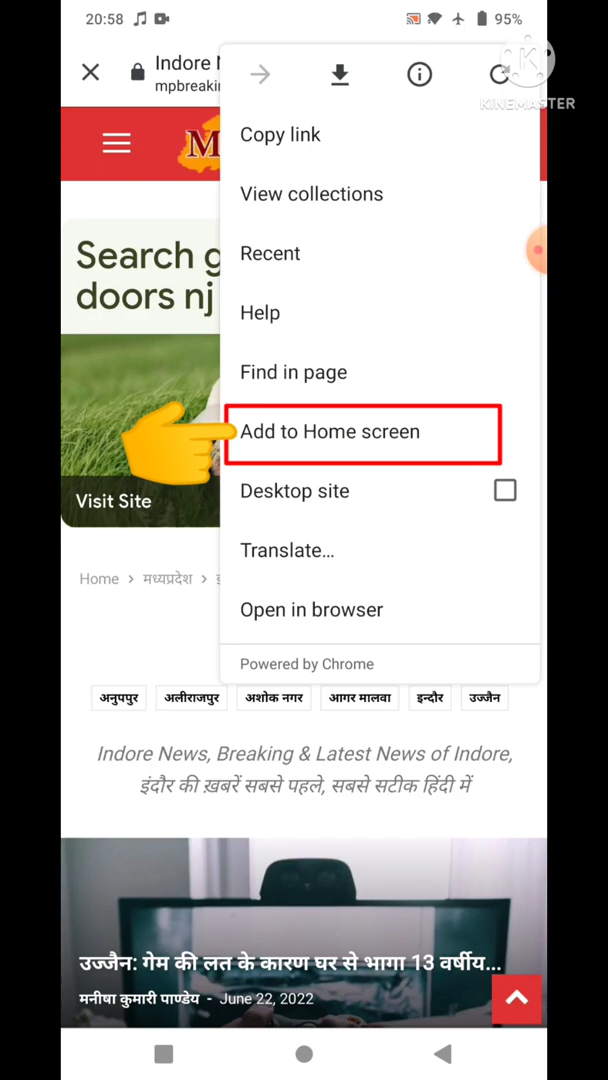 20:58
95%
Indore N
mpbreakin
KINEMASTER
M
Copy link
View collections
Recent
Help
Find in page
Add to Home screen
Desktop site
Translate...
Open in browser
Powered by Chrome
Search g
doors nj
Visit Site
Home > मध्यप्रदेश >
अनुपपुर
अलीराजपुर
अशोक नगर
आगर मालवा
इन्दौर
उज्जैन
Indore News, Breaking & Latest News of Indore,
इंदौर की ख़बरें सबसे पहले, सबसे सटीक हिंदी में
उज्जैन: गेम की लत के कारण घर से भागा 13 वर्षीय...
मनीषा कुमारी पाण्डेय - June 22, 2022